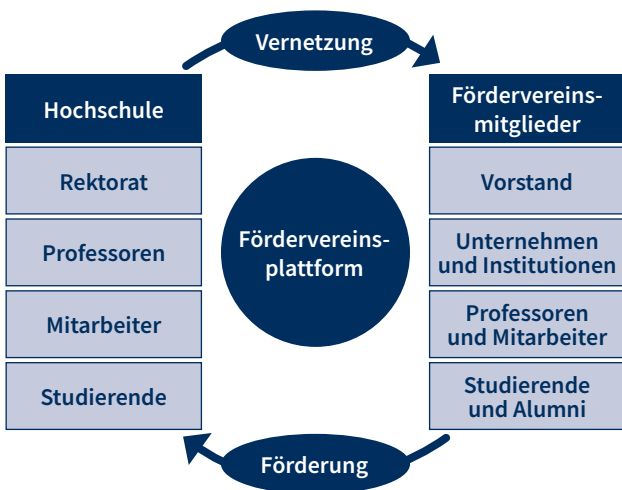 Vernetzung
Hochschule
Rektorat
Professoren
Mitarbeiter
Studierende
Fördervereins-
plattform
Fördervereins-
mitglieder
Vorstand
Unternehmen
und Institutionen
Professoren
und Mitarbeiter
Studierende
und Alumni
Förderung